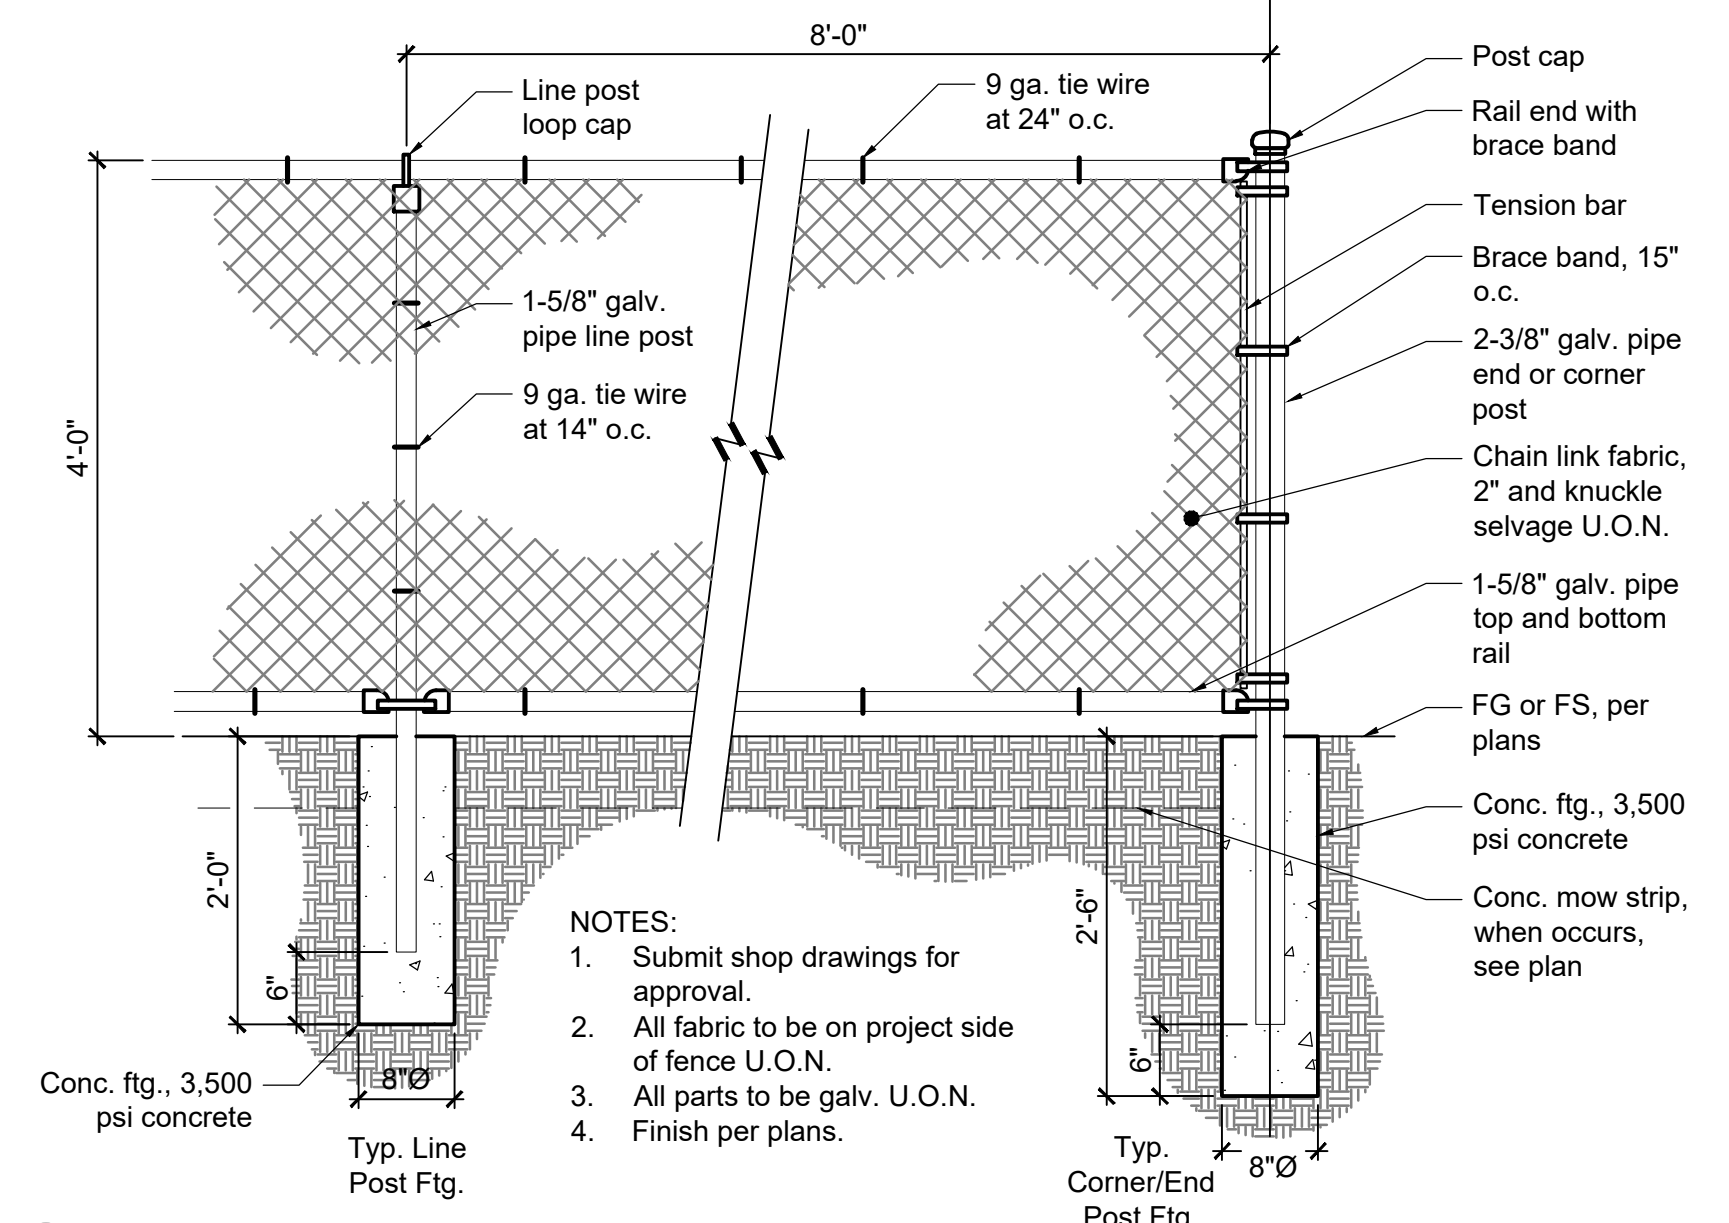 8'-0"
Line post
loop cap
9 ga. tie wire
at 24" o.c.
Post cap
Rail end with
brace band
Tension bar
Brace band, 15"
o.c.
1-5/8" galv.
pipe line post
2-3/8" galv. pipe
end or corner
post
9 ga. tie wire
at 14" o.c.
4'-0"
Chain link fabric,
2" and knuckle
selvage U.O.N.
1-5/8" galv. pipe
top and bottom
rail
FG or FS, per
plans
Conc. ftg., 3,500
psi concrete
2'-0"
2'-6"
Conc. mow strip,
when occurs,
see plan
6"
6"
NOTES:
1. Submit shop drawings for
approval.
2. All fabric to be on project side
of fence U.O.N.
3. All parts to be galv. U.O.N.
4. Finish per plans.
Conc. ftg., 3,500
psi concrete
8"Ø
Typ. Line
Post Ftg.
8"Ø
Typ.
Corner/End
Post Ftg.